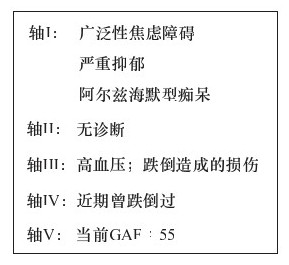 轴I： 广泛性焦虑障碍
严重抑郁
阿尔兹海默型痴呆
轴II： 无诊断
轴III：高血压；跌倒造成的损伤
轴IV：近期曾跌倒过
轴V：当前GAF：55